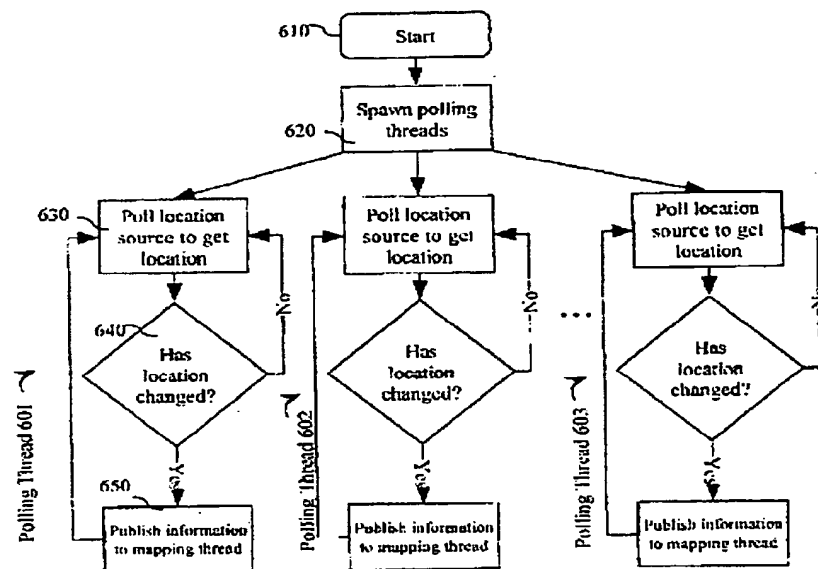 610
Start
620
Spawn polling
threads
630
Poll location
source to get
location
Poll location
source to get
location
Poll location
source to get
location
No
No
No
...
640
Has
location
changed?
Has
location
changed?
Has
location
changed?
Polling Thread 601
Polling Thread 602
Polling Thread 603
Yes
Yes
Yes
650
Publish information
to mapping thread
Publish information
to mapping thread
Publish information
to mapping thread